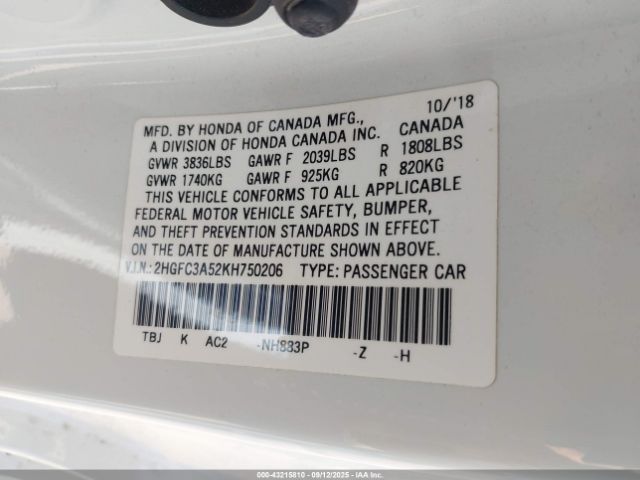 10/'18
MFD. BY HONDA OF CANADA MFG., CANADA
A DIVISION OF HONDA CANADA INC.
GVWR 3836LBS GAWR F 2039LBS R 1808LBS
GVWR 1740KG GAWR F 925KG R 820KG
THIS VEHICLE CONFORMS TO ALL APPLICABLE
FEDERAL MOTOR VEHICLE SAFETY, BUMPER,
AND THEFT PREVENTION STANDARDS IN EFFECT
ON THE DATE OF MANUFACTURE SHOWN ABOVE.
V.I.N.: 2HGFC3A52KH750206 TYPE: PASSENGER CAR
TBJ K AC2 -NH883P -Z -H
000-43215810 - 09/12/2025 - IAAI.COM